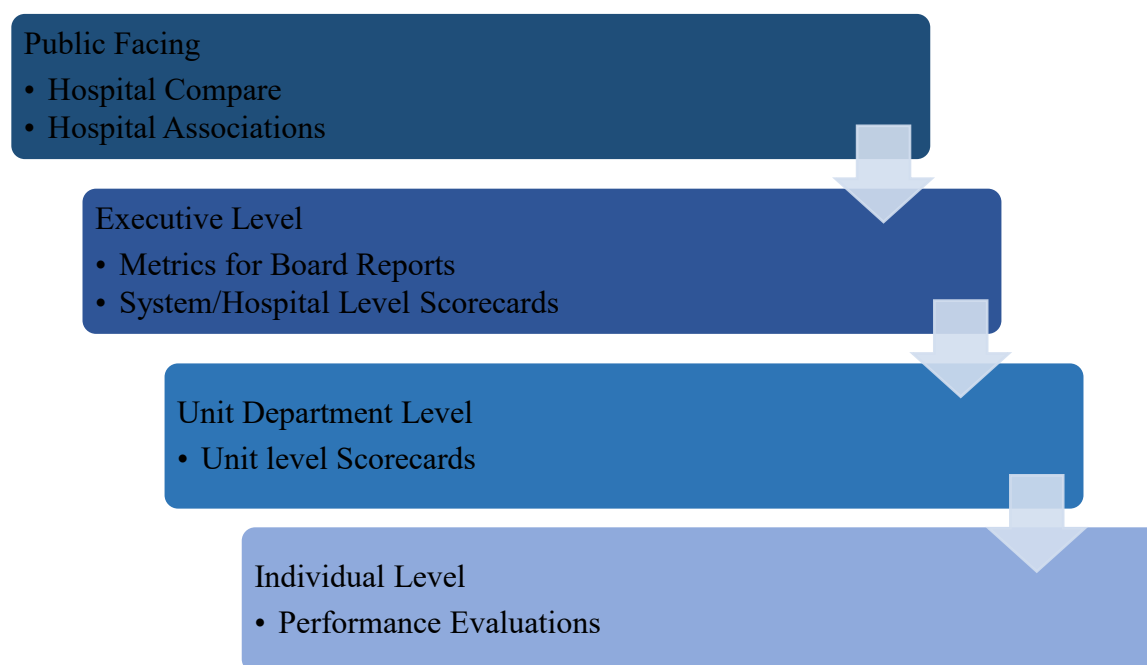 Public Facing
• Hospital Compare
• Hospital Associations
Executive Level
• Metrics for Board Reports
• System/Hospital Level Scorecards
Unit Department Level
• Unit level Scorecards
Individual Level
• Performance Evaluations